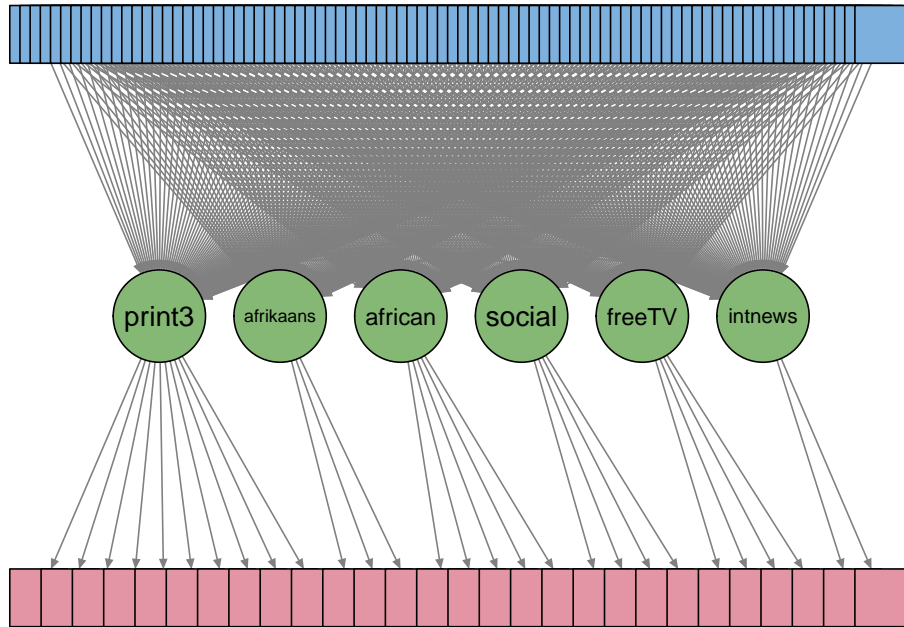 print3
afrikaans
african
social
freeTV
intnews